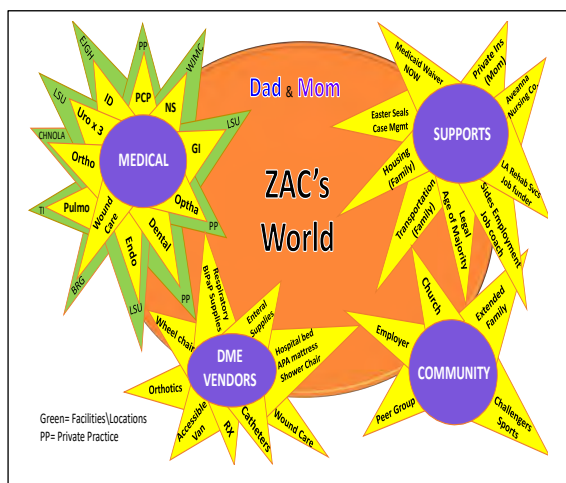 Dad & Mom
ZAC's
World
MEDICAL
PCP
NS
GI
Optha
Dental
Endo
Wound
Care
Pulmo
Ortho
Uro x 3
ID
PP
WJMC
LSU
PP
PP
LSU
BRG
TI
CHNOLA
LSU
EIGH
SUPPORTS
Medicaid Waiver
NOW
Private Ins
(Mom)
Aveanna
Nursing Co.
LA Rehab Svcs
Job funder
Sides Employment
Job coach
Legal
Age of Majority
Transportation
(Family)
Housing
(Family)
Easter Seals
Case Mgmt
DME
VENDORS
Respiratory
BiPaP Supplies
Enteral
Supplies
Hospital bed
APA mattress
Shower Chair
Wound Care
Catheters
RX
Accessible
Van
Orthotics
Wheel chair
COMMUNITY
Church
Extended
Family
Challengers
Sports
Peer Group
Employer
Green= Facilities\Locations
PP= Private Practice